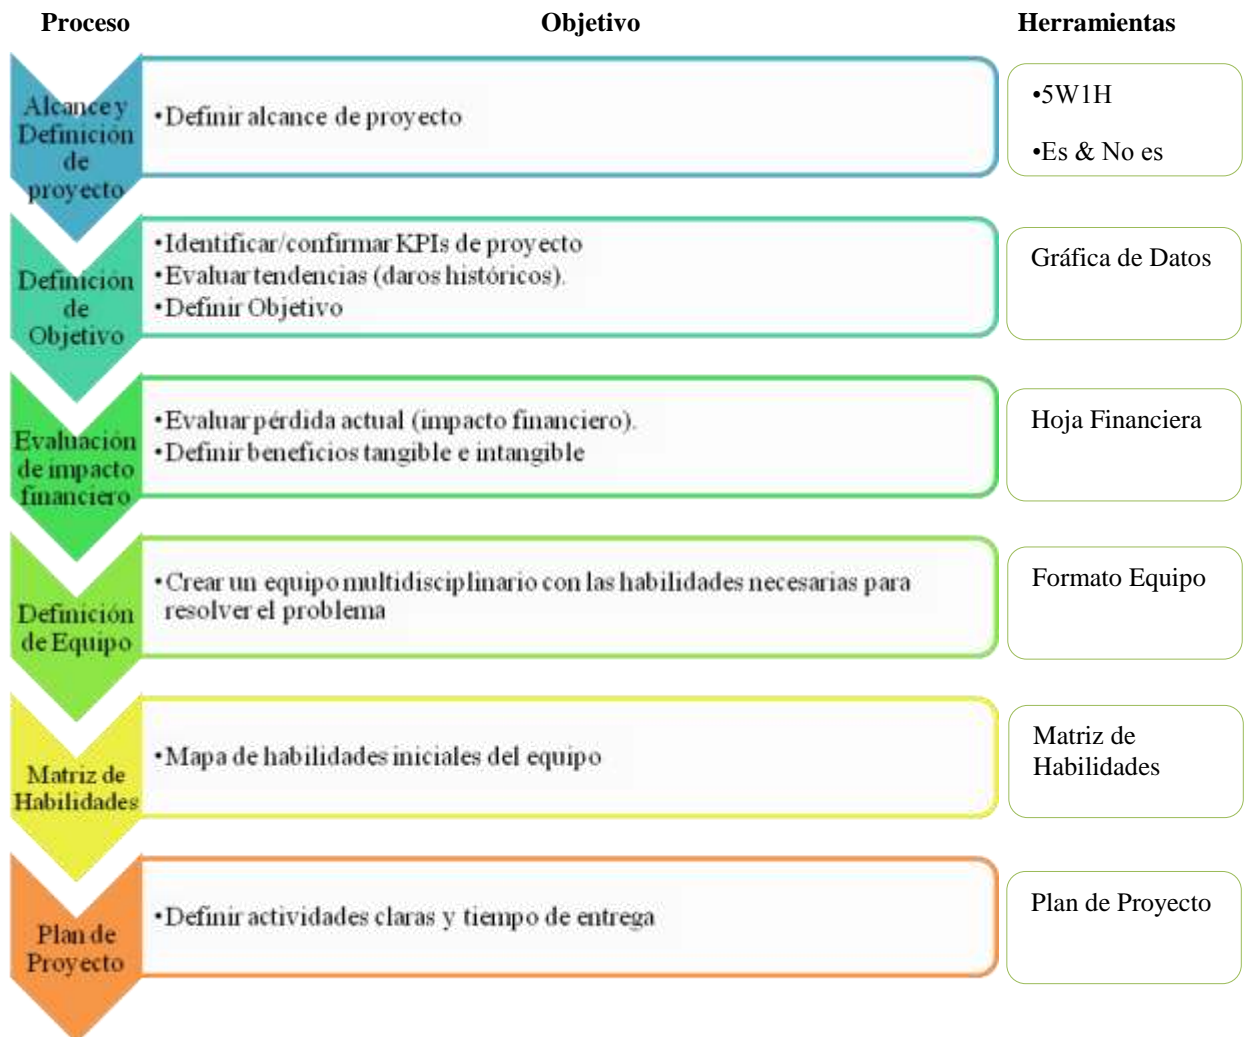 Proceso
Objetivo
Herramientas
Alcance y
Definición
de
proyecto
•Definir alcance de proyecto
•5W1H
•Es & No es
Definición
de
Objetivo
•Identificar/confirmar KPIs de proyecto
•Evaluar tendencias (daros históricos).
•Definir Objetivo
Gráfica de Datos
Evaluación
de impacto
financiero
•Evaluar pérdida actual (impacto financiero).
•Definir beneficios tangible e intangible
Hoja Financiera
Definición
de Equipo
•Crear un equipo multidisciplinario con las habilidades necesarias para
resolver el problema
Formato Equipo
Matriz de
Habilidades
•Mapa de habilidades iniciales del equipo
Matriz de
Habilidades
Plan de
Proyecto
•Definir actividades claras y tiempo de entrega
Plan de Proyecto